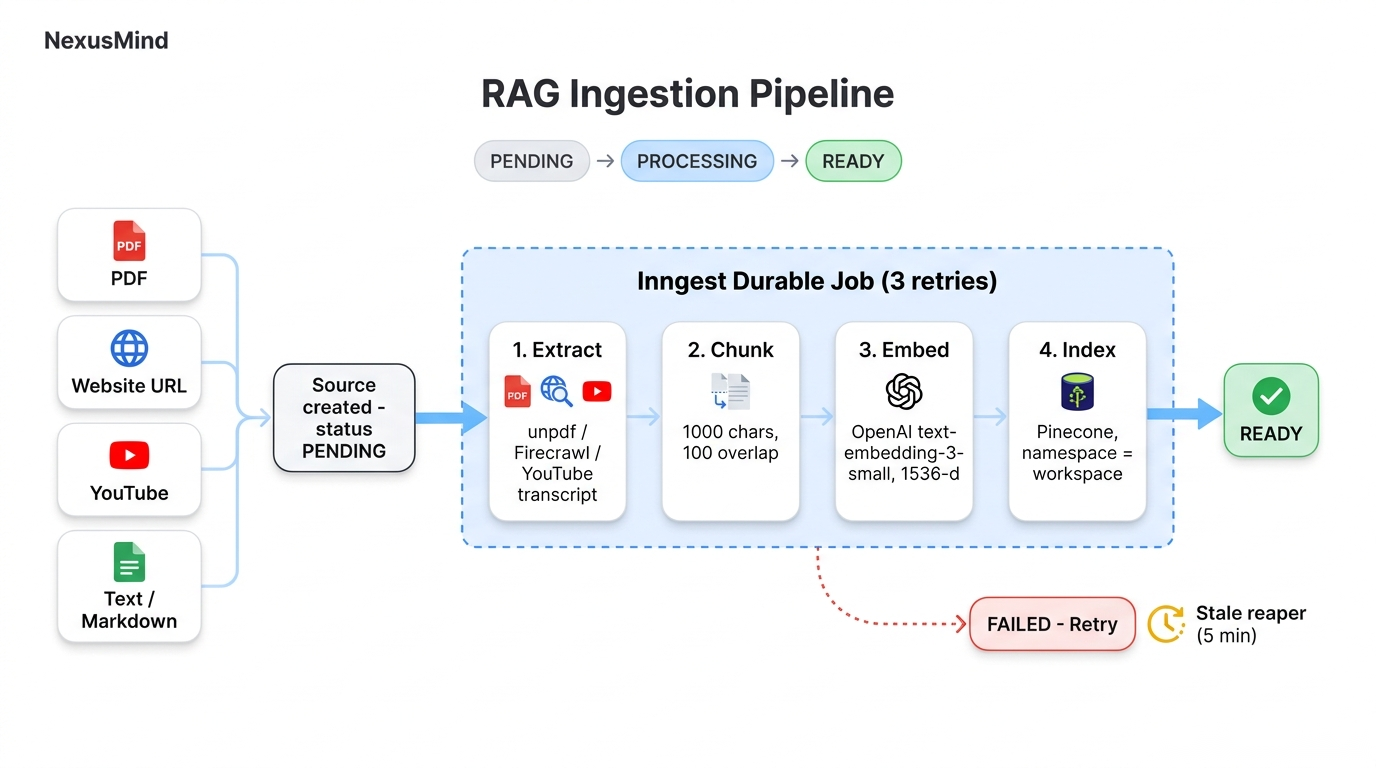 NexusMind
RAG Ingestion Pipeline
PENDING → PROCESSING → READY
PDF
PDF
Website URL
YouTube
Text /
Markdown
Source
created -
status
PENDING
Inngest Durable Job (3 retries)
1. Extract
PDF
unpdf /
Firecrawl /
YouTube
transcript
2. Chunk
1000 chars,
100 overlap
3. Embed
OpenAI text-
embedding-3-
small, 1536-d
4. Index
Pinecone,
namespace =
workspace
READY
FAILED - Retry
Stale reaper
(5 min)